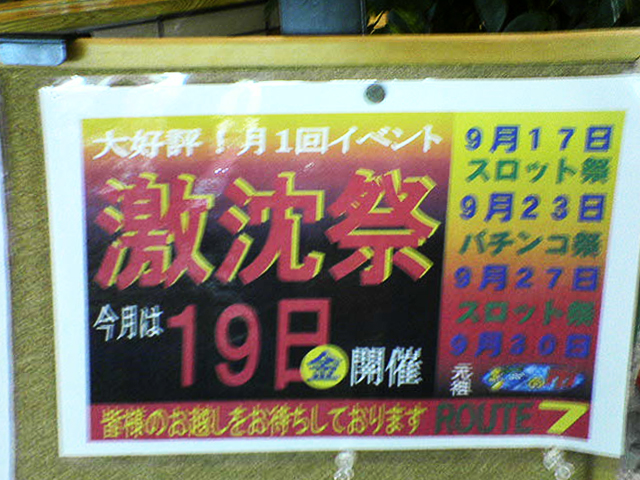 大好評!月1回イベント
激沈祭
今月は19日金開催
9月17日
スロット祭
9月23日
パチンコ祭
9月27日
スロット祭
9月30日
元祖
皆様のお越しをお待ちしております ROUTE7